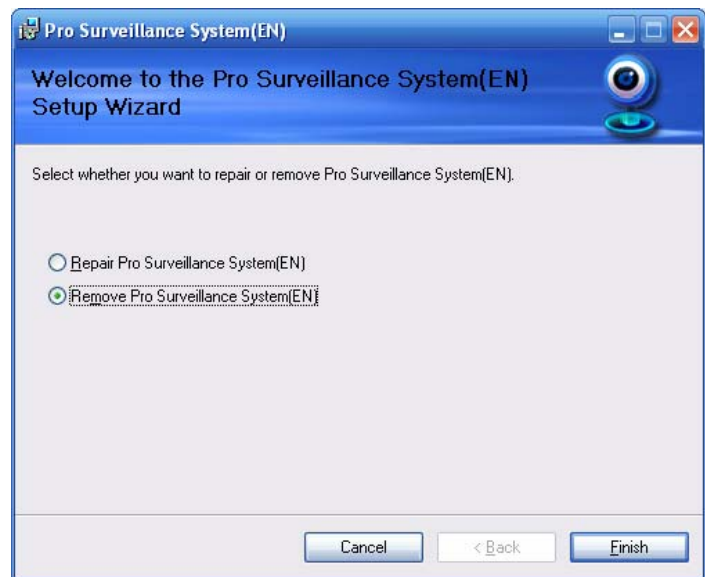 Pro Surveillance System(EN)
Welcome to the Pro Surveillance System(EN)
Setup Wizard
Select whether you want to repair or remove Pro Surveillance System(EN).
Repair Pro Surveillance System(EN)
Remove Pro Surveillance System(EN)
Cancel
< Back
Finish